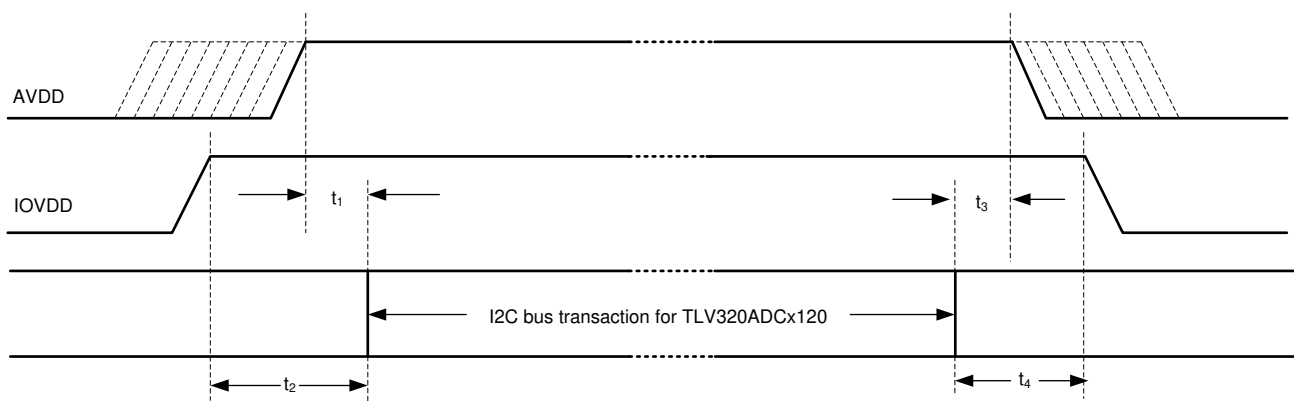 AVDD
IOVDD
t1
t3
I2C bus transaction for TLV320ADCx120
t2
t4